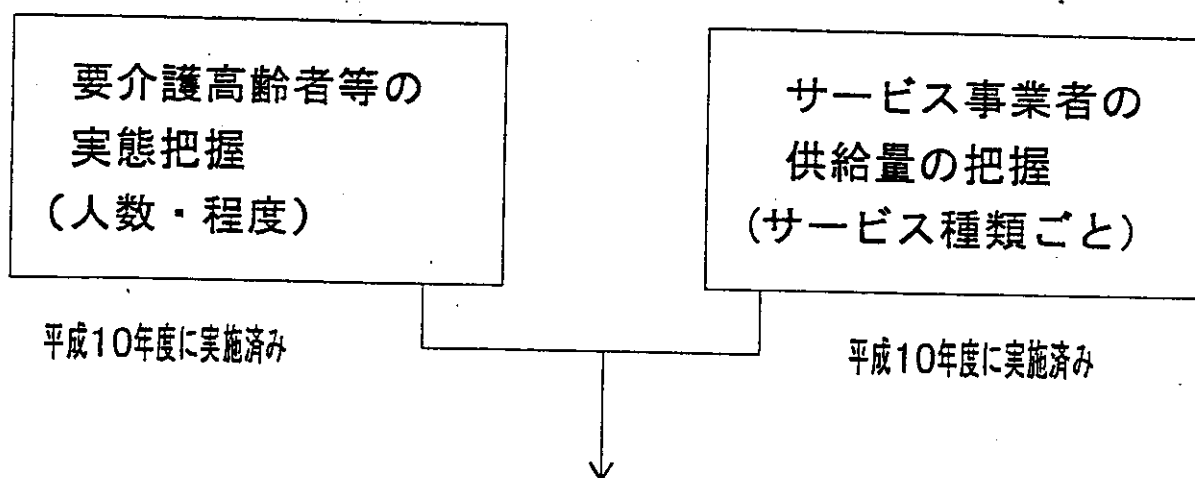 要介護高齢者等の
実態把握
（人数・程度）
平成10年度に実施済み
サービス事業者の
供給量の把握
（サービス種類ごと）
平成10年度に実施済み